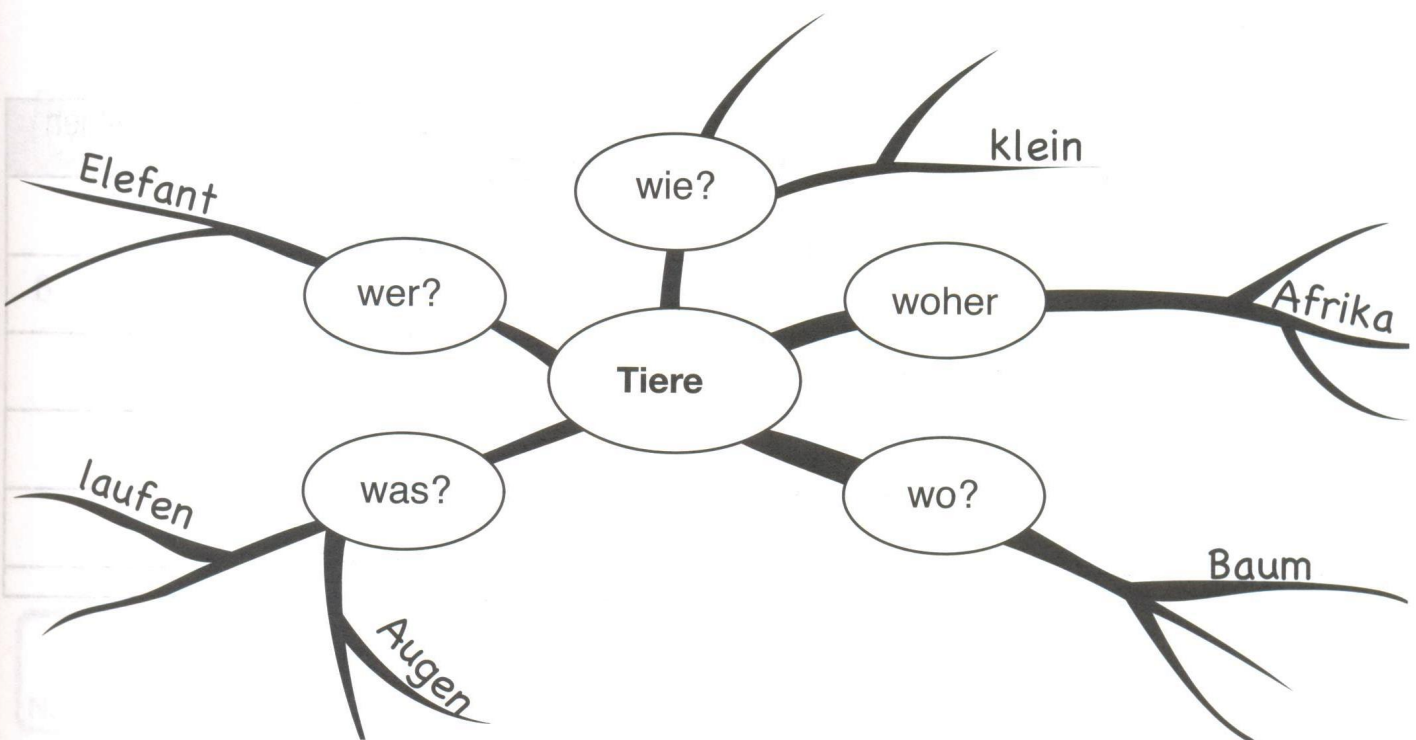 klein
Elefant
wie?
wer?
woher
Afrika
Tiere
laufen
was?
wo?
Baum
Augen